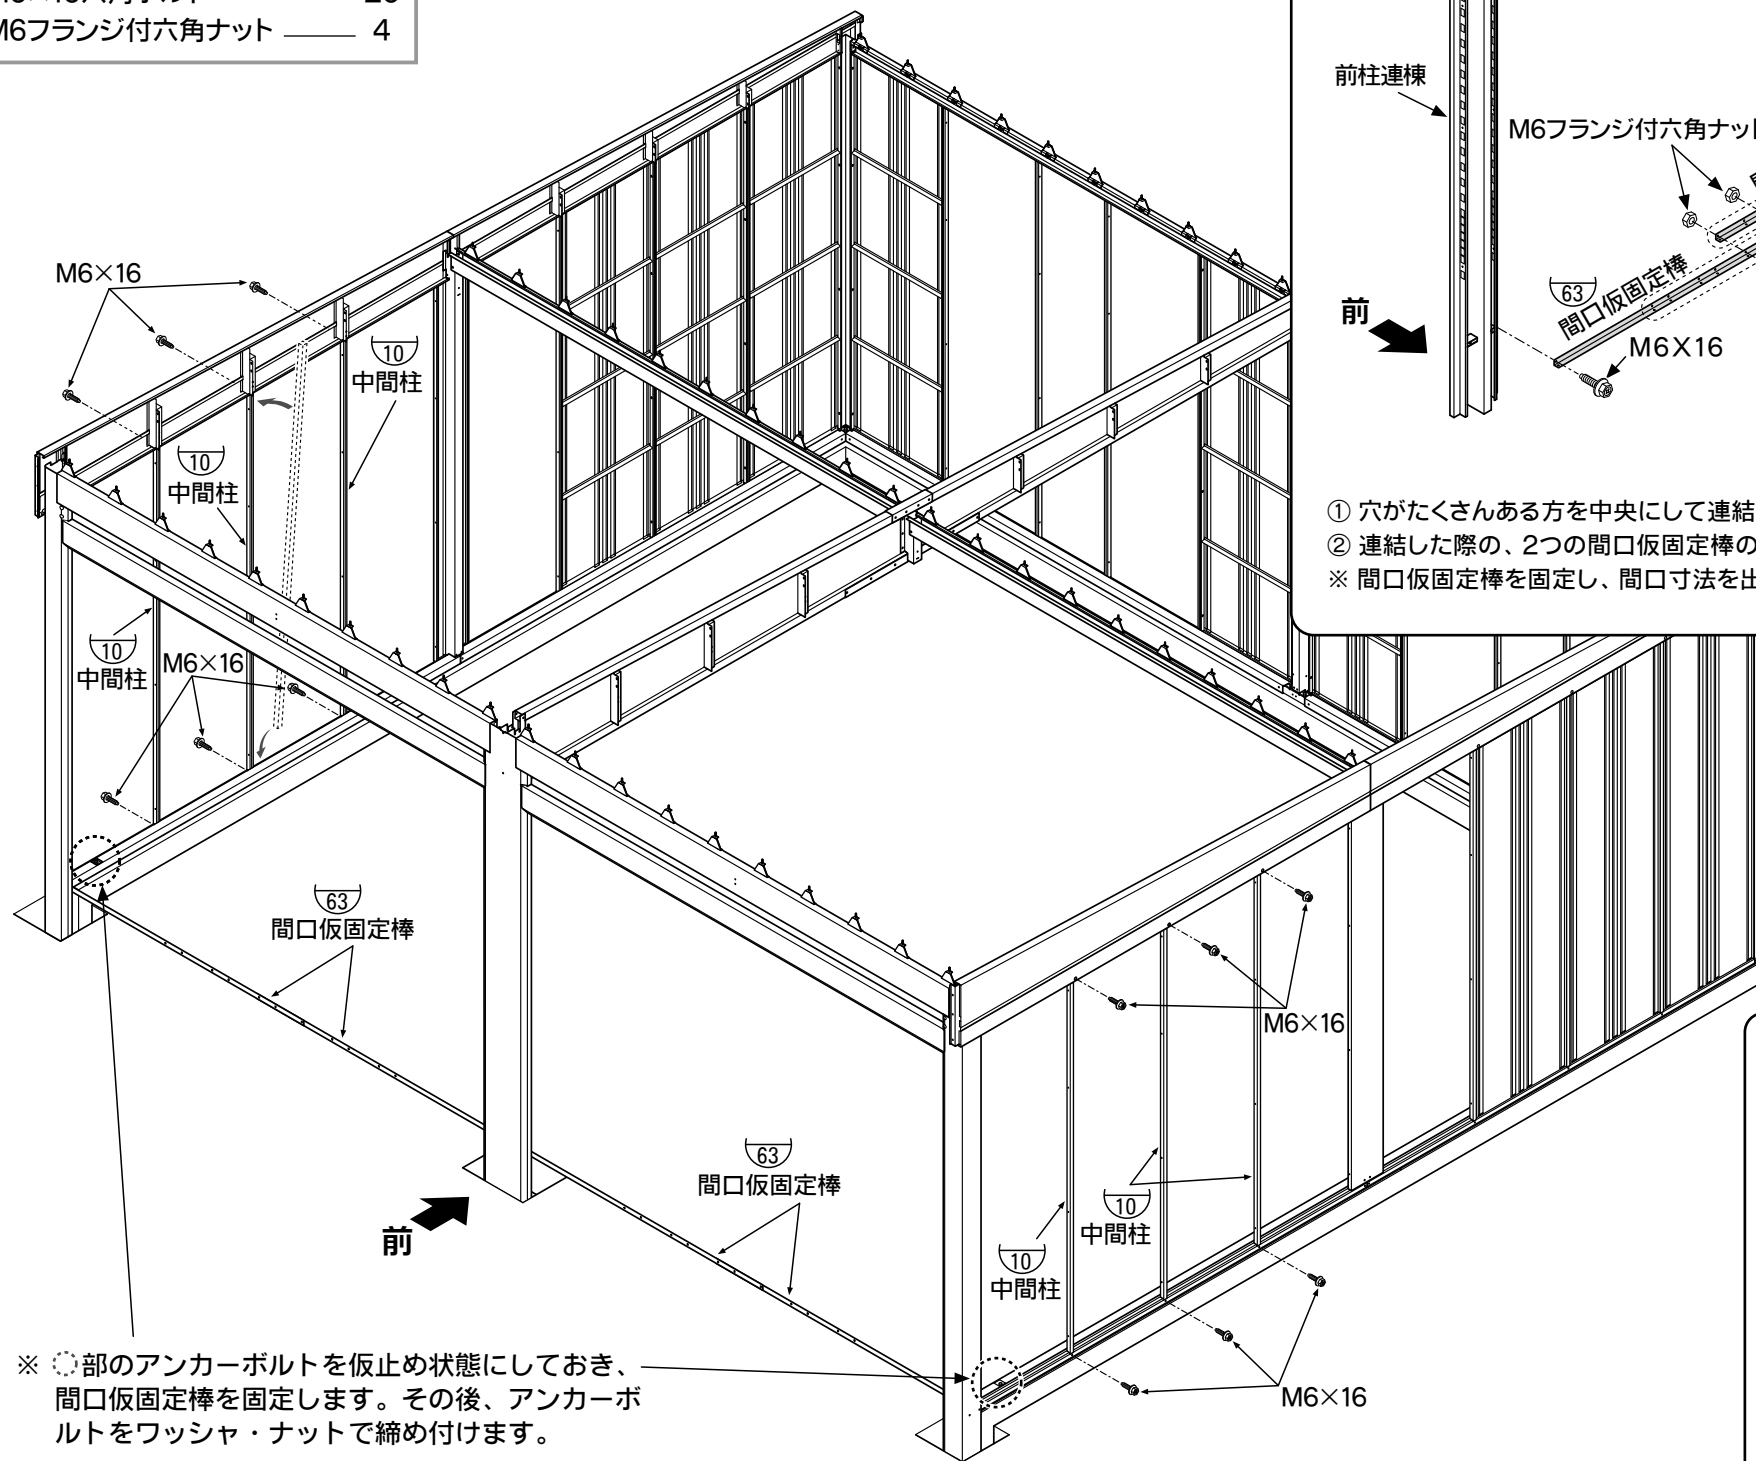 M6フランジ付六角ナット 4
前柱連棟
M6フランジ付六角ナット
63
間口仮固定棒
前
M6X16
① 穴がたくさんある方を中央にして連結
② 連結した際の、2つの間口仮固定棒の
※ 間口仮固定棒を固定し、間口寸法を出
M6×16
10
中間柱
10
中間柱
10
中間柱
M6×16
63
間口仮固定棒
63
間口仮固定棒
前
M6×16
10
中間柱
10
中間柱
M6×16
※ 部のアンカーボルトを仮止め状態にしておき、
間口仮固定棒を固定します。その後、アンカーボ
ルトをワッシャ・ナットで締め付けます。